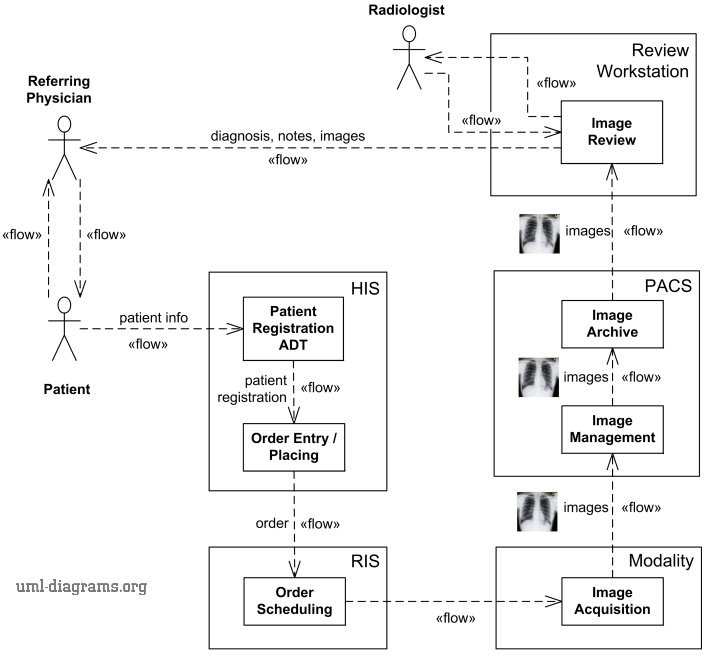 Radiologist
Review
Workstation
«flow»
«flow»
Image
Review
Referring
Physician
diagnosis, notes, images
«flow»
«flow»
«flow»
images
«flow»
HIS
PACS
Patient
Registration
ADT
patient info
«flow»
Image
Archive
Patient
patient
registration
«flow»
images
«flow»
Order Entry /
Placing
Image
Management
order
«flow»
images
«flow»
RIS
Modality
uml-diagrams.org
Order
Scheduling
«flow»
Image
Acquisition